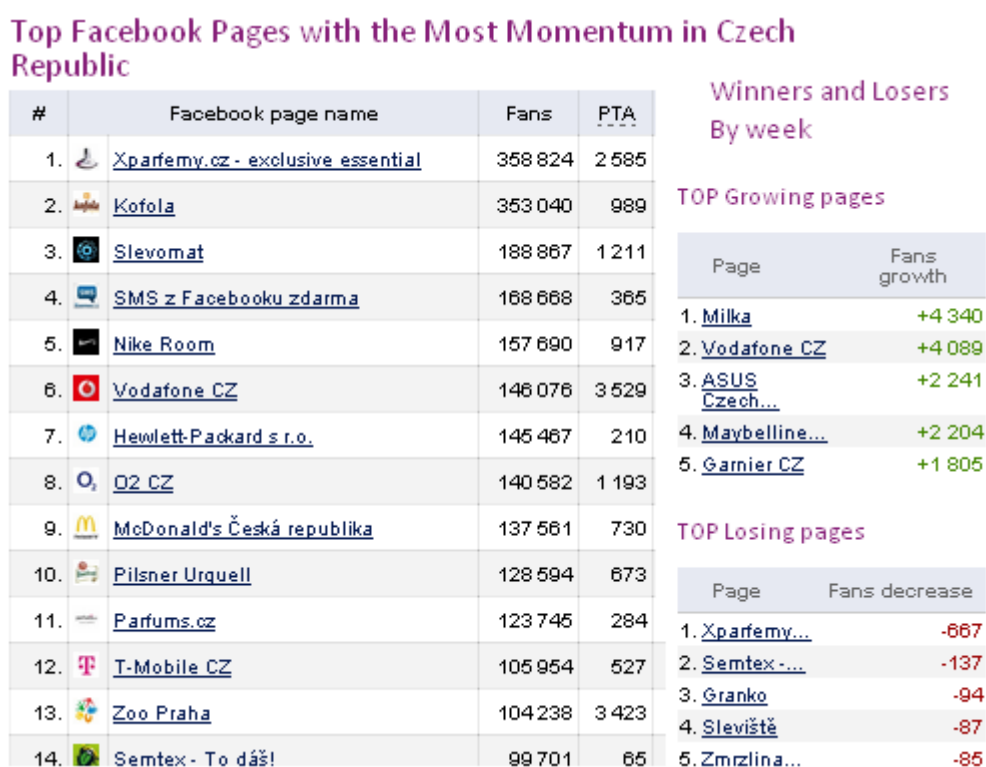 Top Facebook Pages with the Most Momentum in Czech
Republic
# Facebook page name Fans PTA
1. Xparfemy.cz - exclusive essential 358 824 2 585
2. Kofola 353 040 989
3. Slevomat 188 867 1 211
4. SMS z Facebooku zdarma 168 668 365
5. Nike Room 157 690 917
6. Vodafone CZ 146 076 3 529
7. Hewlett-Packard s r.o. 145 467 210
8. O2 CZ 140 582 1 193
9. McDonald's Česká republika 137 561 730
10. Pilsner Urquell 128 594 673
11. Parfums.cz 123 745 284
12. T-Mobile CZ 105 954 527
13. Zoo Praha 104 238 3 423
14. Semtex - To dáš! 99 701 65
Winners and Losers
By week
TOP Growing pages
Page Fans
growth
1. Milka +4 340
2. Vodafone CZ +4 089
3. ASUS +2 241
Czech...
4. Maybelline... +2 204
5. Garnier CZ +1 805
TOP Losing pages
Page Fans decrease
1. Xparfemy... -667
2. Semtex -... -137
3. Granko -94
4. Sleviště -87
5. Zmrzlina... -85